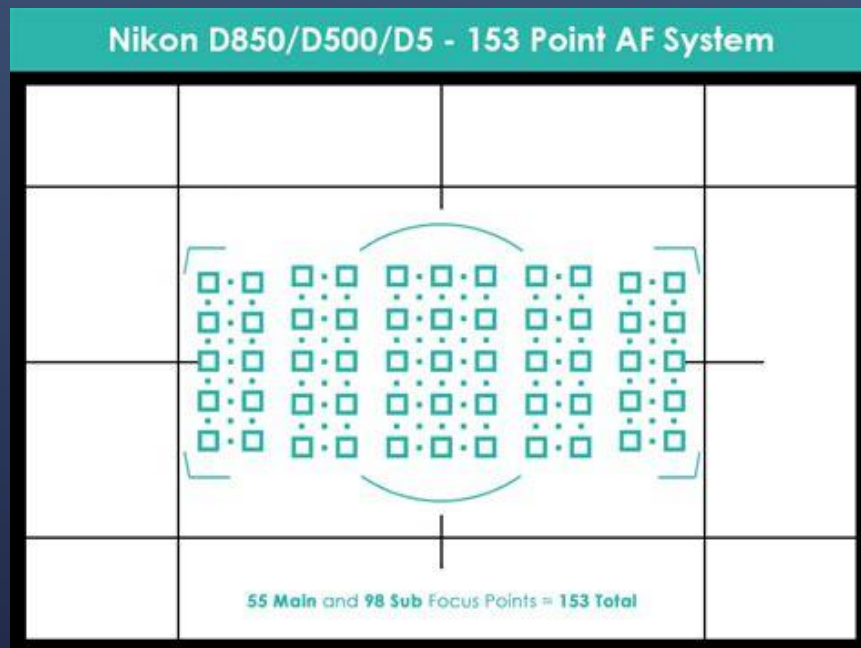 Nikon D850/D500/D5 - 153 Point AF System
55 Main and 98 Sub Focus Points = 153 Total